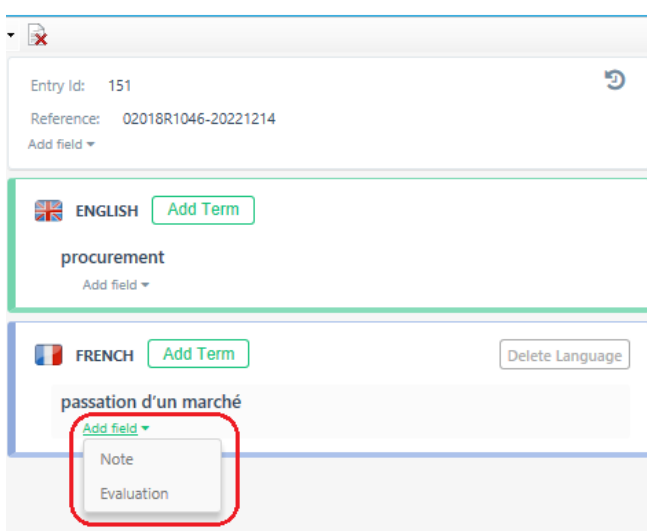 Entry Id: 151
Reference: 02018R1046-20221214
Add field
ENGLISH Add Term
procurement
Add field
FRENCH Add Term Delete Language
passation d'un marché
Add field
Note
Evaluation